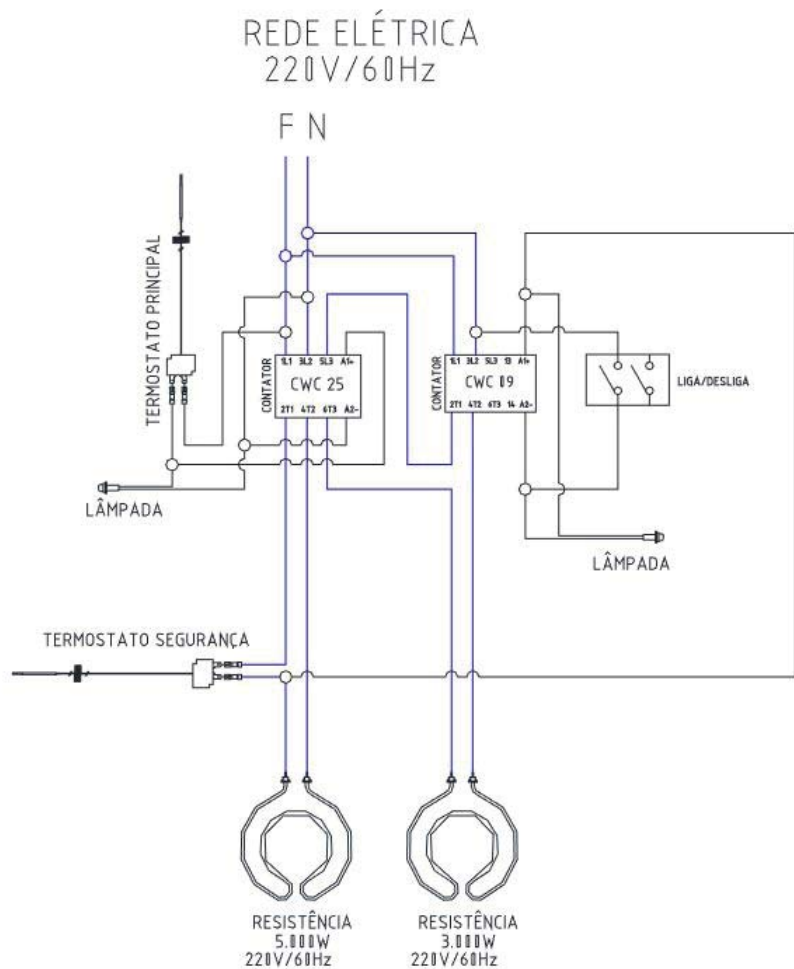 REDE ELÉTRICA
220V/60Hz
F N
TERMOSTATO PRINCIPAL
CONTATOR
1L1 3L2 5L3 A1+
CWC 25
2T1 4T2 6T3 A2-
CONTATOR
1L1 3L2 5L3 13 A1+
CWC 09
2T1 4T2 6T3 14 A2-
LIGA/DESLIGA
LÂMPADA
LÂMPADA
TERMOSTATO SEGURANÇA
RESISTÊNCIA
5.000W
220V/60Hz
RESISTÊNCIA
3.000W
220V/60Hz